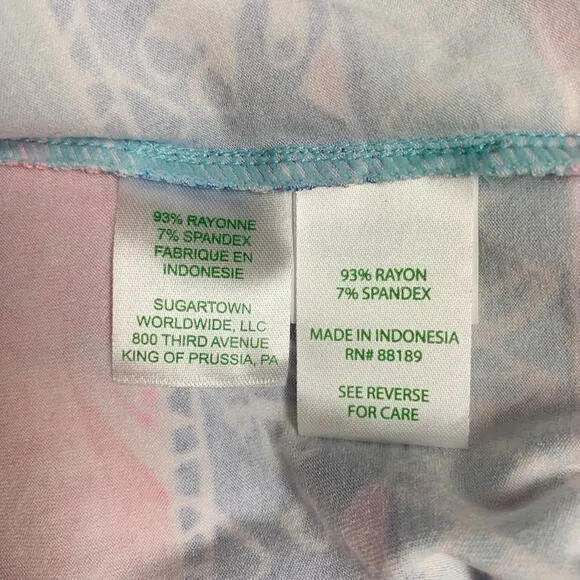 93% RAYONNE
7% SPANDEX
FABRIQUE EN
INDONESIE
SUGARTOWN
WORLDWIDE, LLC
800 THIRD AVENUE
KING OF PRUSSIA, PA
93% RAYON
7% SPANDEX
MADE IN INDONESIA
RN# 88189
SEE REVERSE
FOR CARE